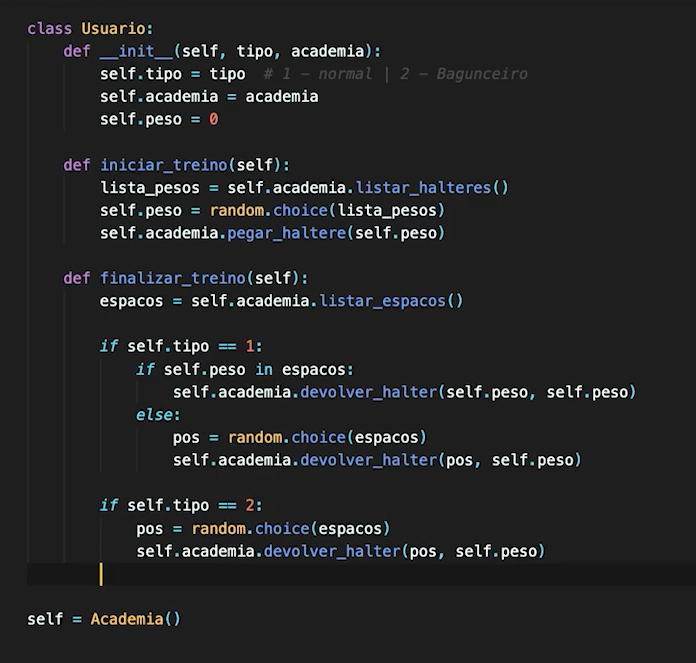 class Usuario:
    def __init__(self, tipo, academia):
        self.tipo = tipo  # 1 - normal | 2 - Bagunceiro
        self.academia = academia
        self.peso = 0

    def iniciar_treino(self):
        lista_pesos = self.academia.listar_halteres()
        self.peso = random.choice(lista_pesos)
        self.academia.pegar_haltere(self.peso)

    def finalizar_treino(self):
        espacos = self.academia.listar_espacos()

        if self.tipo == 1:
            if self.peso in espacos:
                self.academia.devolver_halter(self.peso, self.peso)
            else:
                pos = random.choice(espacos)
                self.academia.devolver_halter(pos, self.peso)

        if self.tipo == 2:
            pos = random.choice(espacos)
            self.academia.devolver_halter(pos, self.peso)

self = Academia()